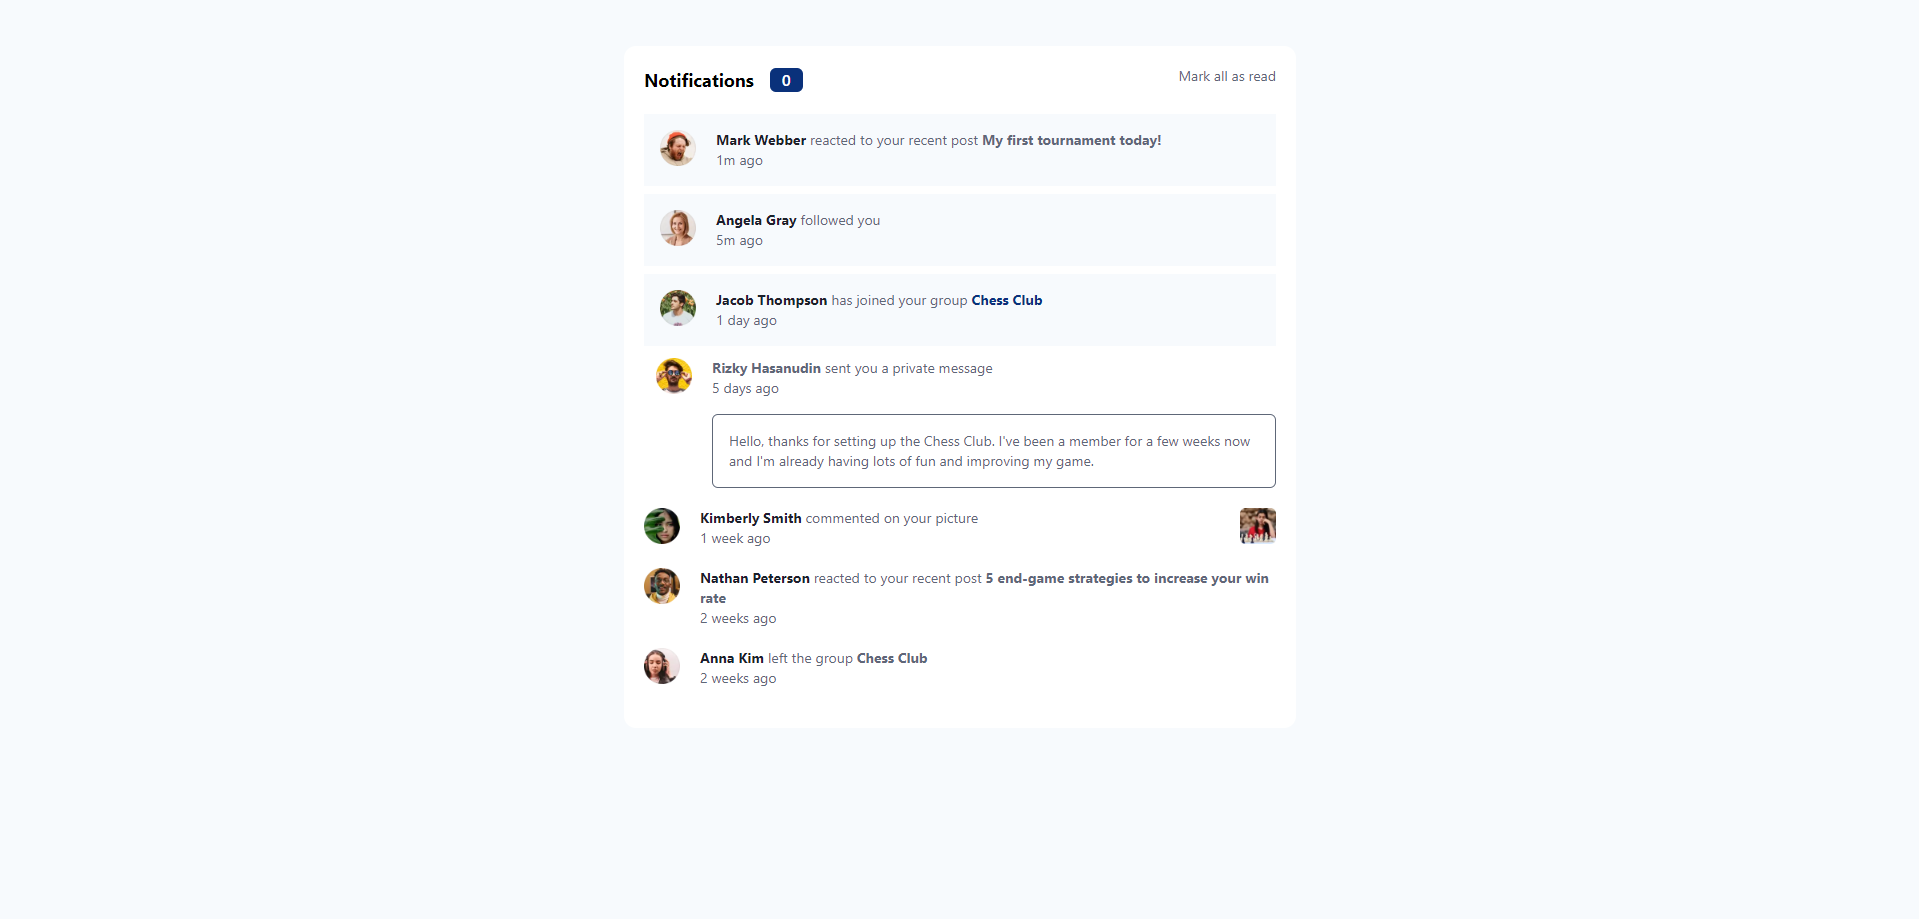 Notifications 0 Mark all as read
Mark Webber reacted to your recent post My first tournament today!
1m ago
Angela Gray followed you
5m ago
Jacob Thompson has joined your group Chess Club
1 day ago
Rizky Hasanudin sent you a private message
5 days ago
Hello, thanks for setting up the Chess Club. I've been a member for a few weeks now
and I'm already having lots of fun and improving my game.
Kimberly Smith commented on your picture
1 week ago
Nathan Peterson reacted to your recent post 5 end-game strategies to increase your win
rate
2 weeks ago
Anna Kim left the group Chess Club
2 weeks ago